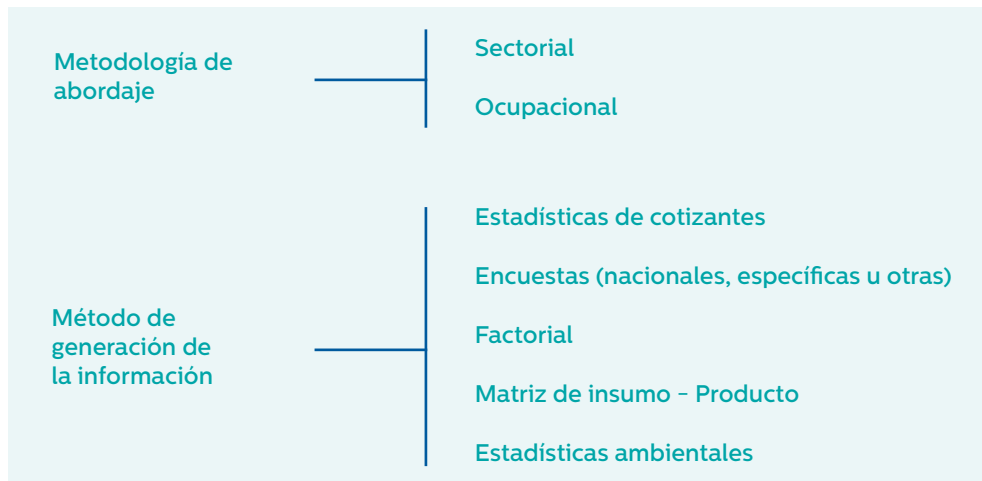 Metodología de
abordaje
Sectorial
Ocupacional
Método de
generación de
la información
Estadísticas de cotizantes
Encuestas (nacionales, específicas u otras)
Factorial
Matriz de insumo - Producto
Estadísticas ambientales